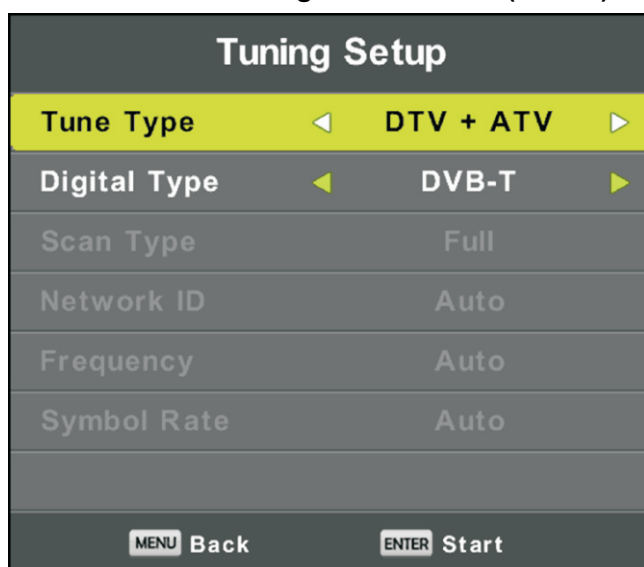 Tuning Setup
Tune Type DTV + ATV
Digital Type DVB-T
Scan Type Full
Network ID Auto
Frequency Auto
Symbol Rate Auto
MENU Back ENTER Start